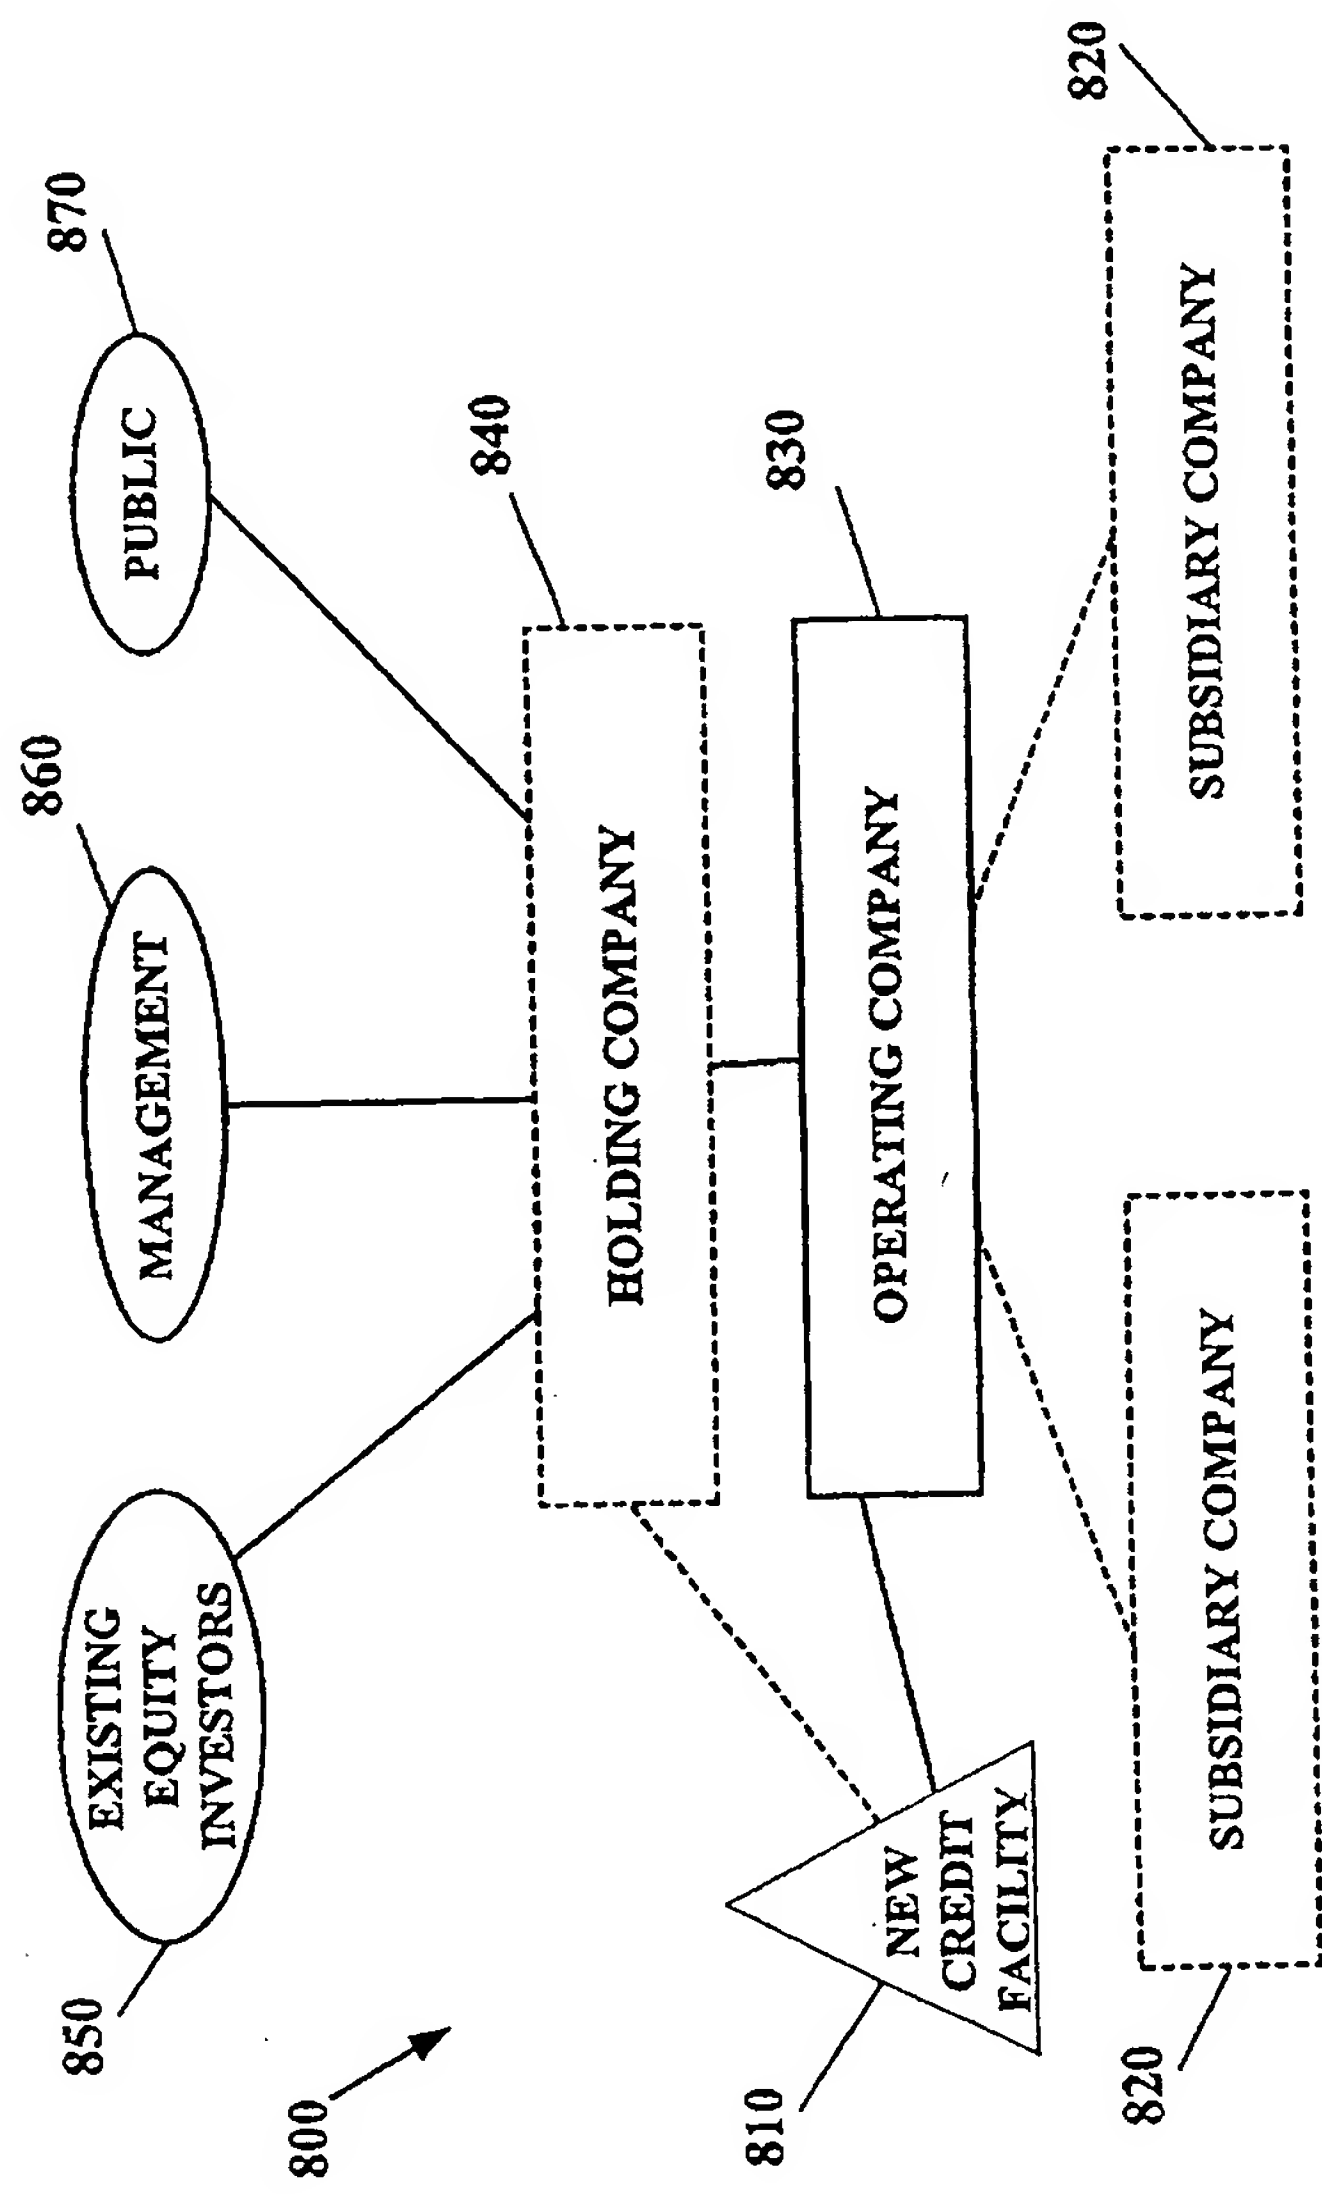 800
850
EXISTING
EQUITY
INVESTORS
860
MANAGEMENT
870
PUBLIC
840
HOLDING COMPANY
830
OPERATING COMPANY
810
NEW
CREDIT
FACILITY
820
SUBSIDIARY COMPANY
820
SUBSIDIARY COMPANY